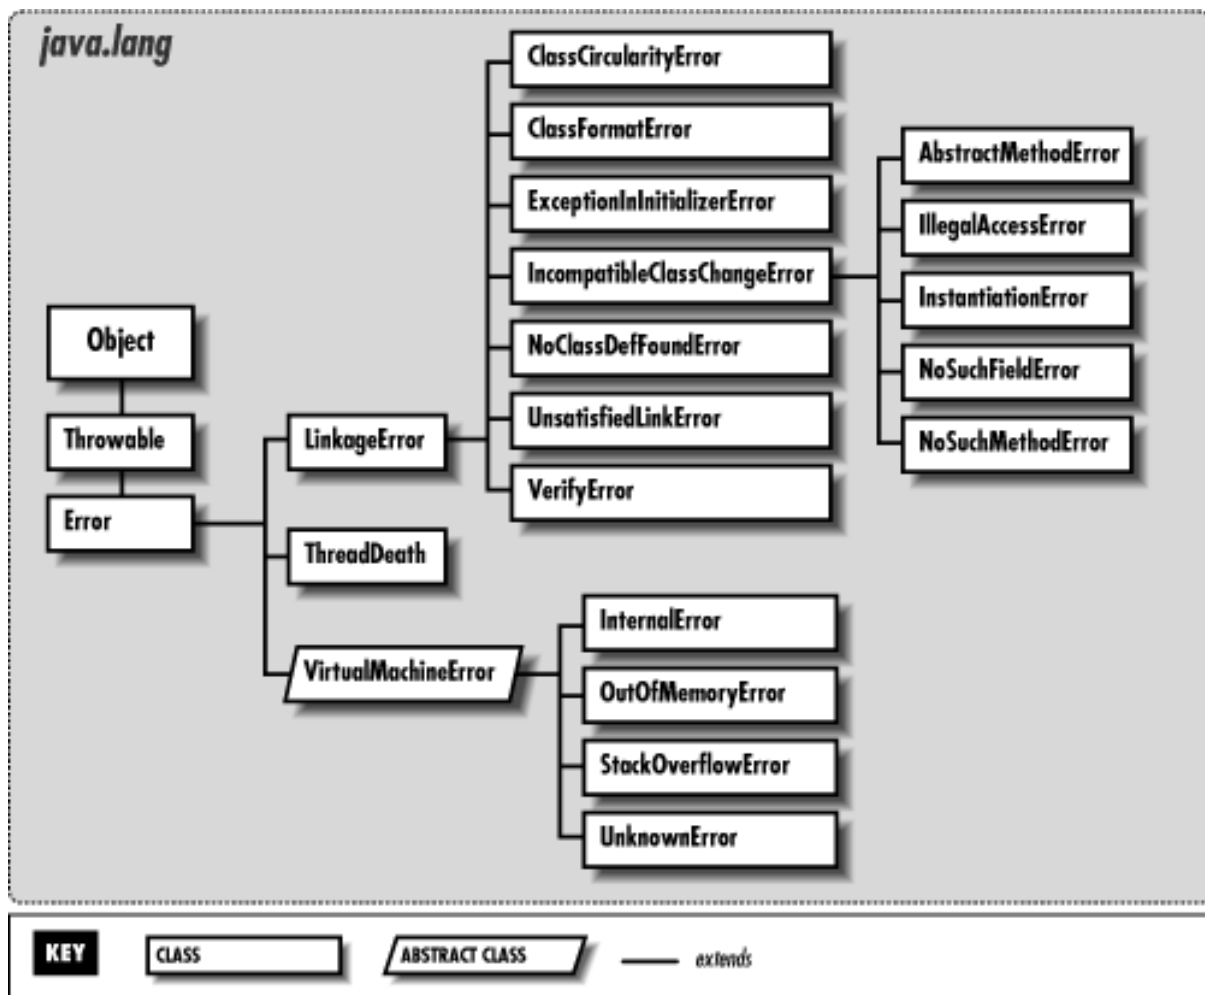 java.lang
Object
Throwable
Error
LinkageError
ThreadDeath
VirtualMachineError
ClassCircularityError
ClassFormatError
ExceptionInInitializerError
IncompatibleClassChangeError
NoClassDefFoundError
UnsatisfiedLinkError
VerifyError
AbstractMethodError
IllegalAccessError
InstantiationError
NoSuchFieldError
NoSuchMethodError
InternalError
OutOfMemoryError
StackOverflowError
UnknownError
KEY
CLASS
ABSTRACT CLASS
extends